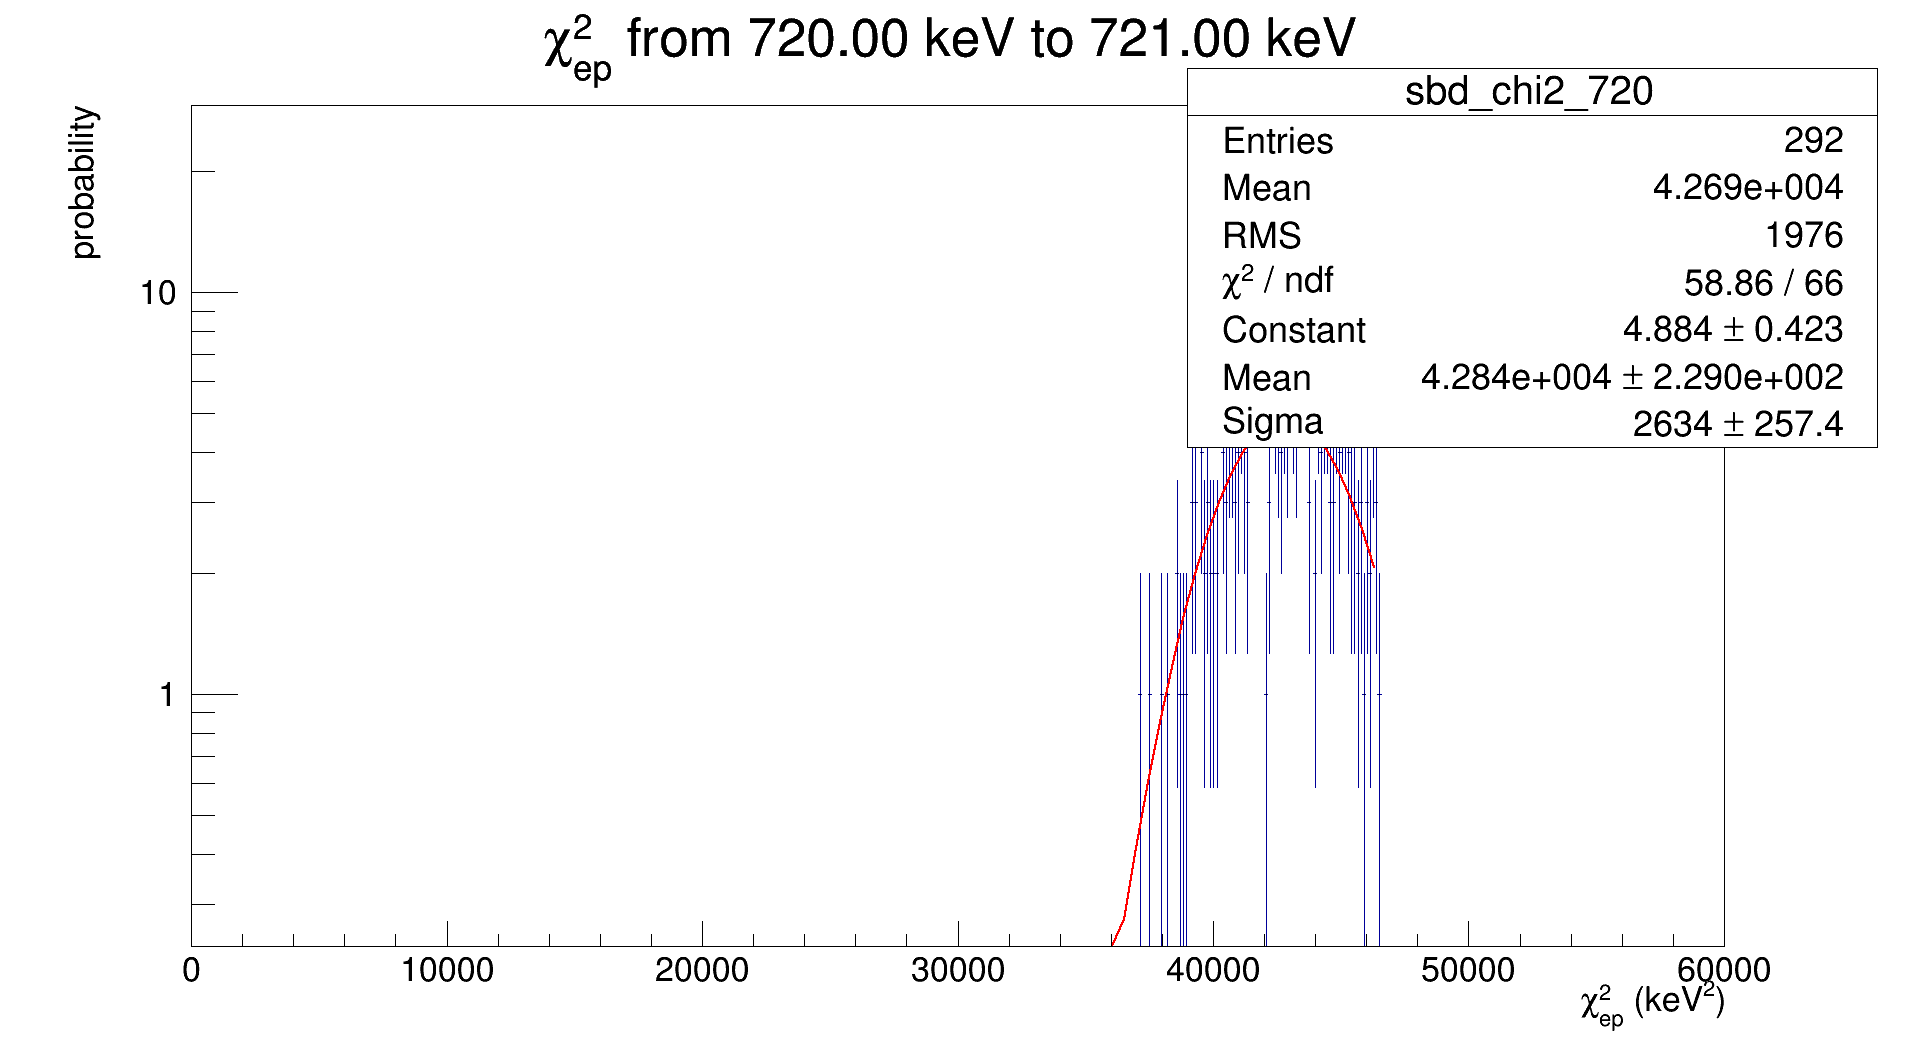 χ²ep from 720.00 keV to 721.00 keV
probability
sbd_chi2_720
Entries 292
Mean 4.269e+004
RMS 1976
χ² / ndf 58.86 / 66
Constant 4.884 ± 0.423
Mean 4.284e+004 ± 2.290e+002
Sigma 2634 ± 257.4
10
1
0 10000 20000 30000 40000 50000 60000
χ²ep (keV²)